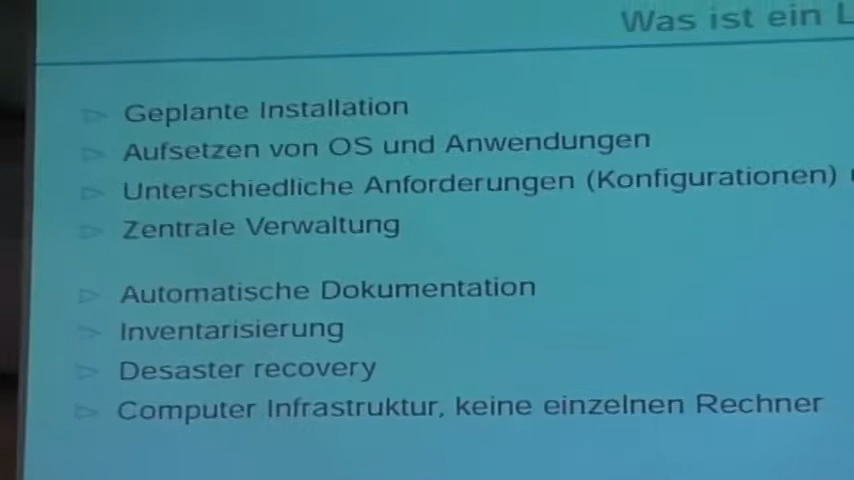 Was ist ein
Geplante Installation
Aufsetzen von OS und Anwendungen
Unterschiedliche Anforderungen (Konfigurationen)
Zentrale Verwaltung
Automatische Dokumentation
Inventarisierung
Desaster recovery
Computer Infrastruktur, keine einzelnen Rechner